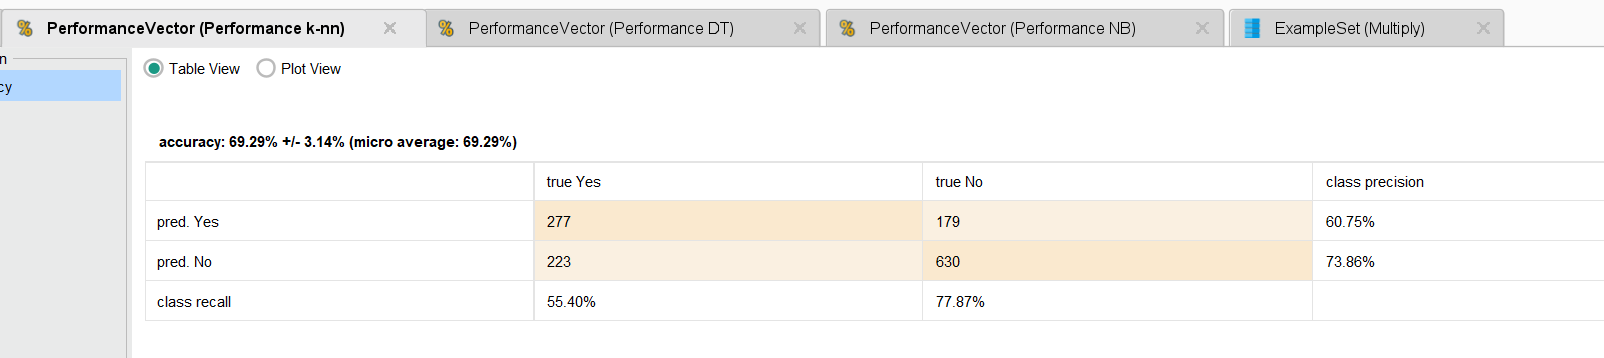 PerformanceVector (Performance k-nn) PerformanceVector (Performance DT) PerformanceVector (Performance NB) ExampleSet (Multiply)
n
cy
Table View Plot View
accuracy: 69.29% +/- 3.14% (micro average: 69.29%)
true Yes true No class precision
pred. Yes 277 179 60.75%
pred. No 223 630 73.86%
class recall 55.40% 77.87%